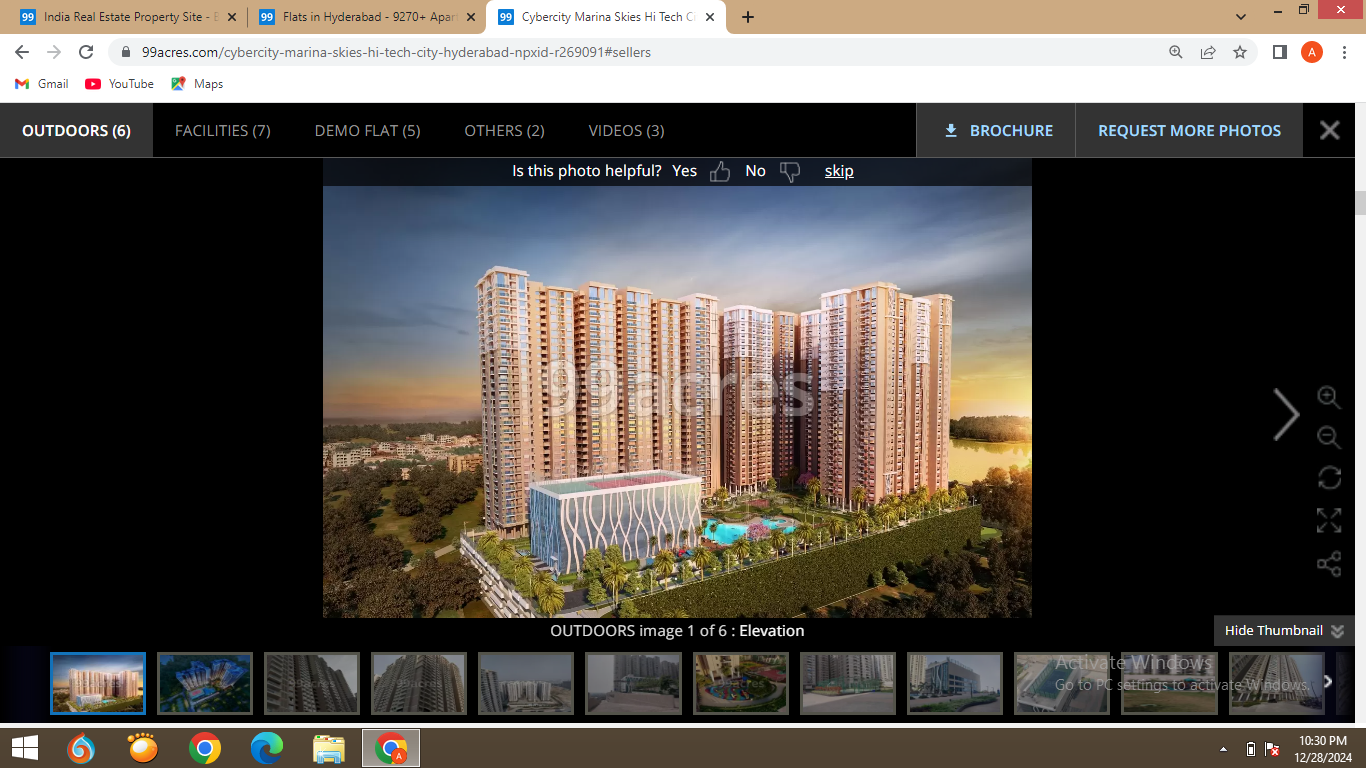 99 India Real Estate Property Site - B
99 Flats in Hyderabad - 9270+ Apar
99 Cybercity Marina Skies Hi Tech C
99acres.com/cybercity-marina-skies-hi-tech-city-hyderabad-npxid-r269091#sellers
A
Gmail YouTube Maps
OUTDOORS (6) FACILITIES (7) DEMO FLAT (5) OTHERS (2) VIDEOS (3) BROCHURE REQUEST MORE PHOTOS
Is this photo helpful? Yes No skip
99acres
OUTDOORS image 1 of 6 : Elevation
Hide Thumbnail
Activate Windows
Go to PC settings to activate Windows.
A
10:30 PM
12/28/2024